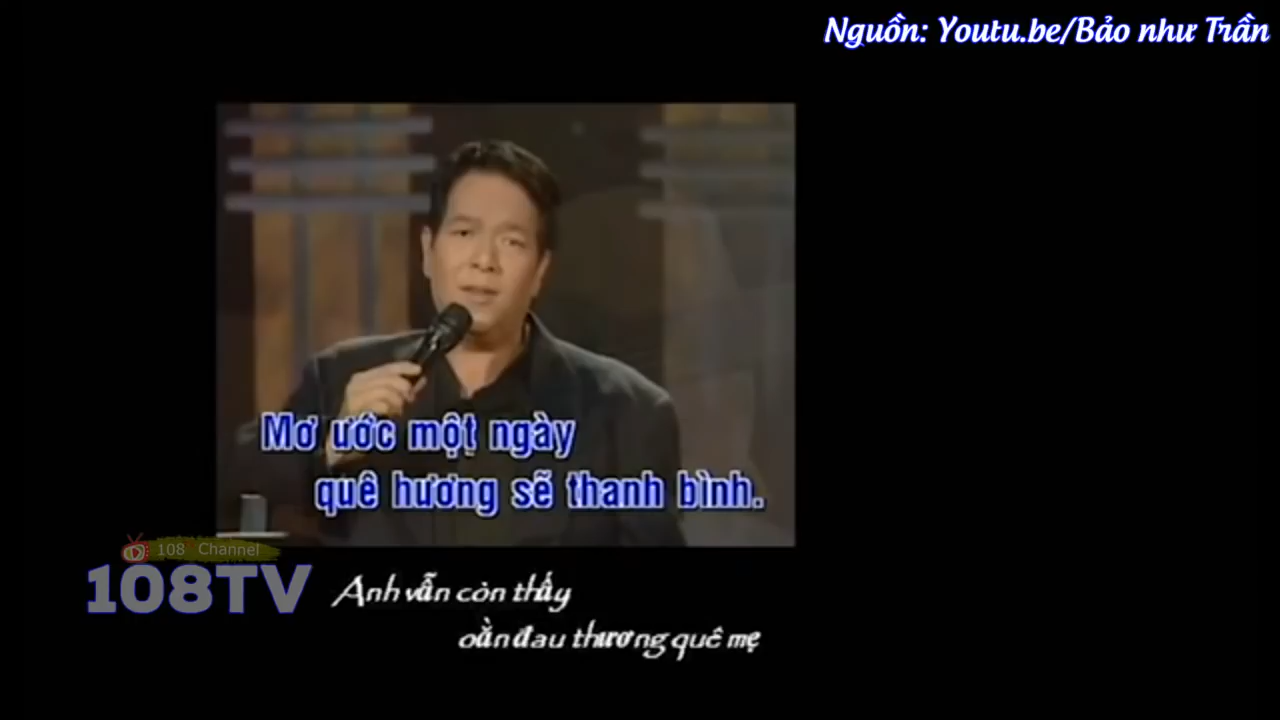 Nguồn: Youtu.be/Bảo như Trần
Mơ ước một ngày
quê hương sẽ thanh bình.
108 Channel
108TV
Anh vẫn còn thấy
oằn đau thương quê mẹ